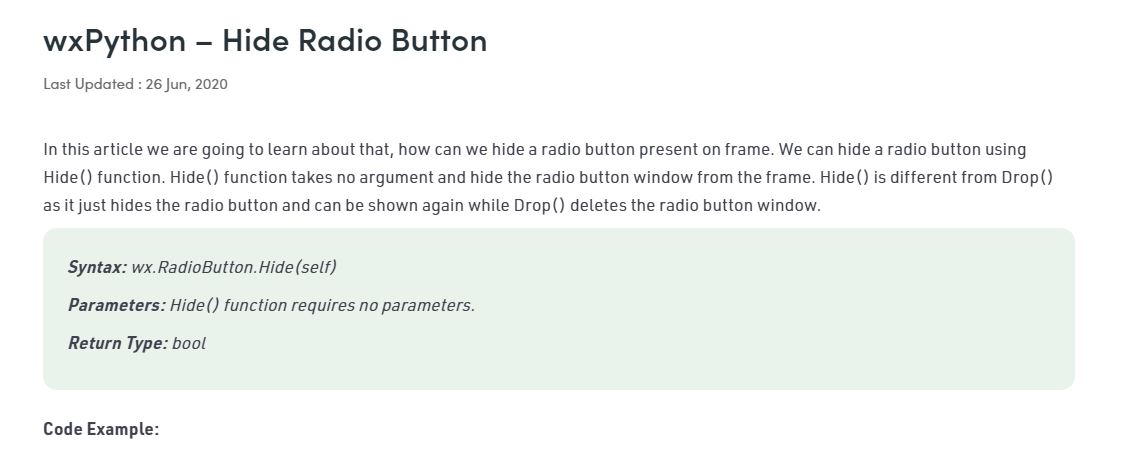 wxPython – Hide Radio Button
Last Updated : 26 Jun, 2020
In this article we are going to learn about that, how can we hide a radio button present on frame. We can hide a radio button using
Hide() function. Hide() function takes no argument and hide the radio button window from the frame. Hide() is different from Drop()
as it just hides the radio button and can be shown again while Drop() deletes the radio button window.
Syntax: wx.RadioButton.Hide(self)
Parameters: Hide() function requires no parameters.
Return Type: bool
Code Example: